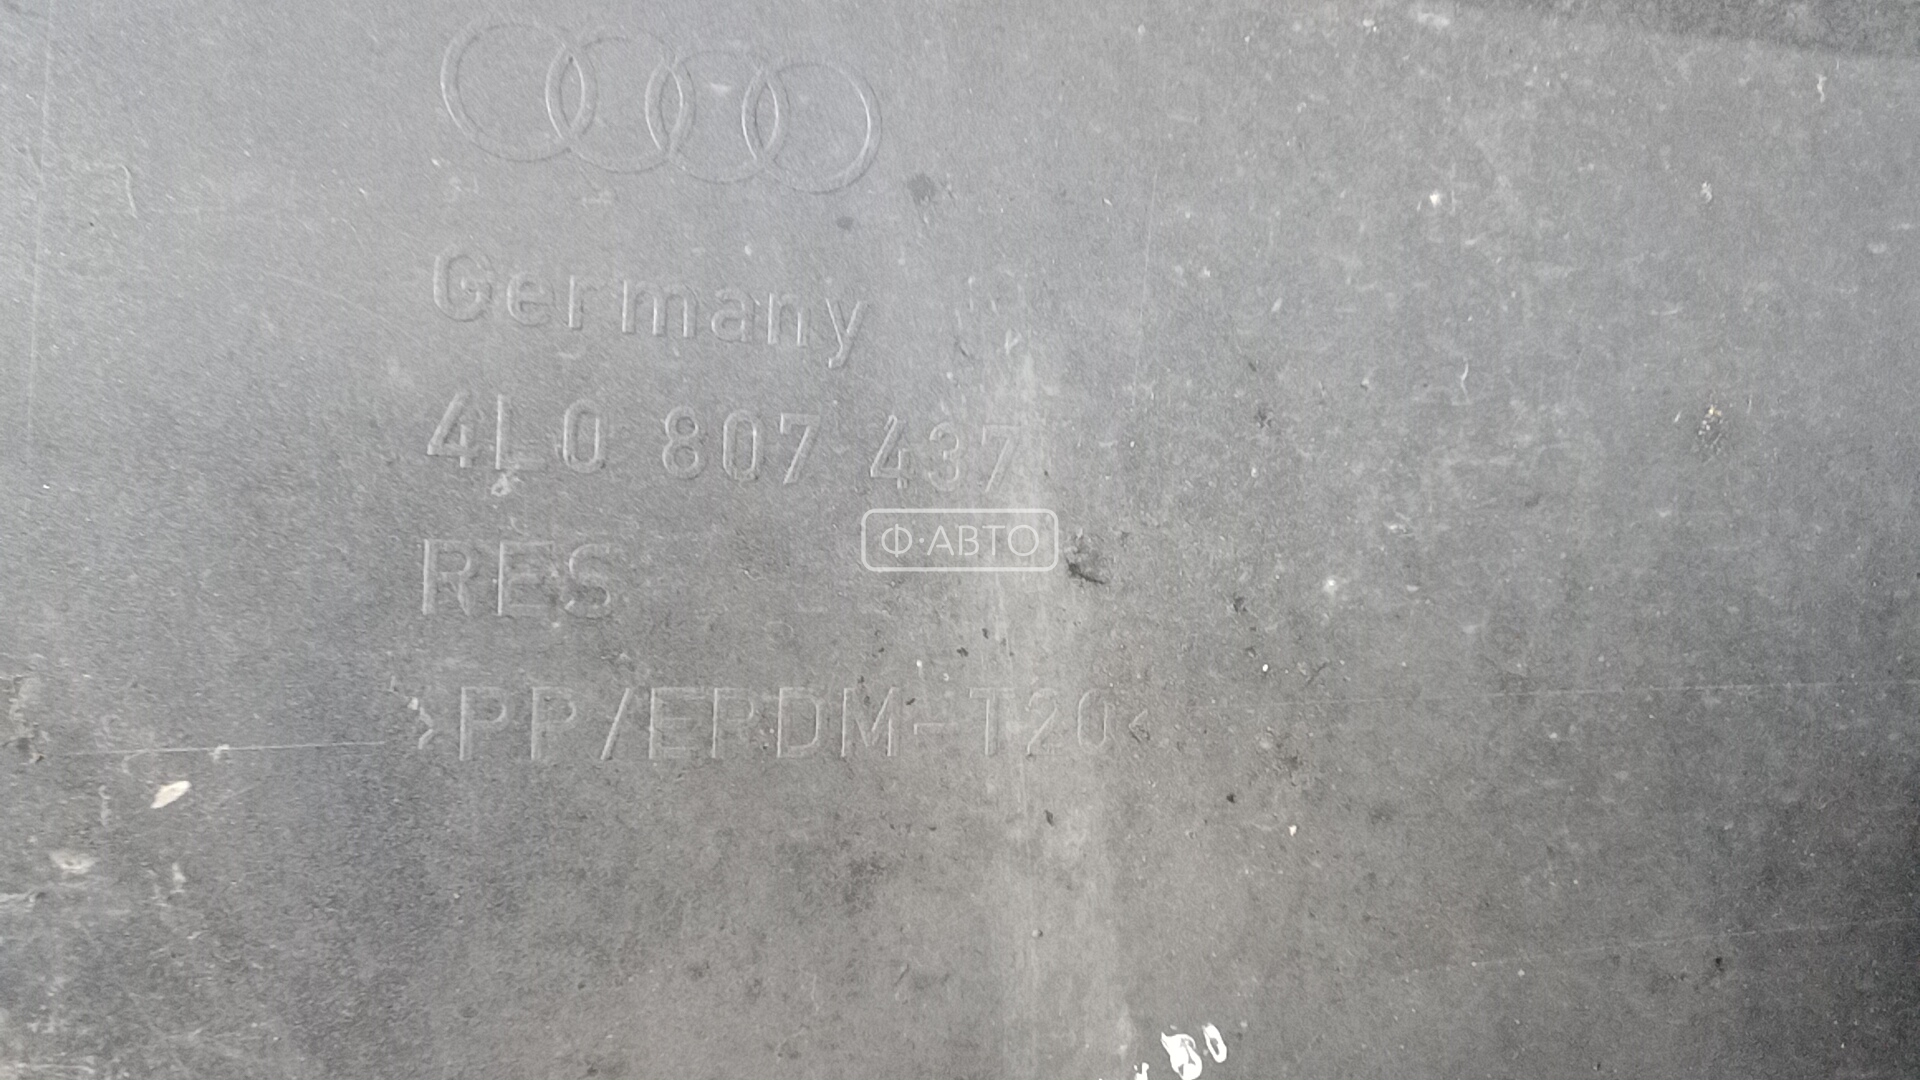 Germany
4L0 807 437
Ф·АВТО
RES
>PP/EPDM-T20<